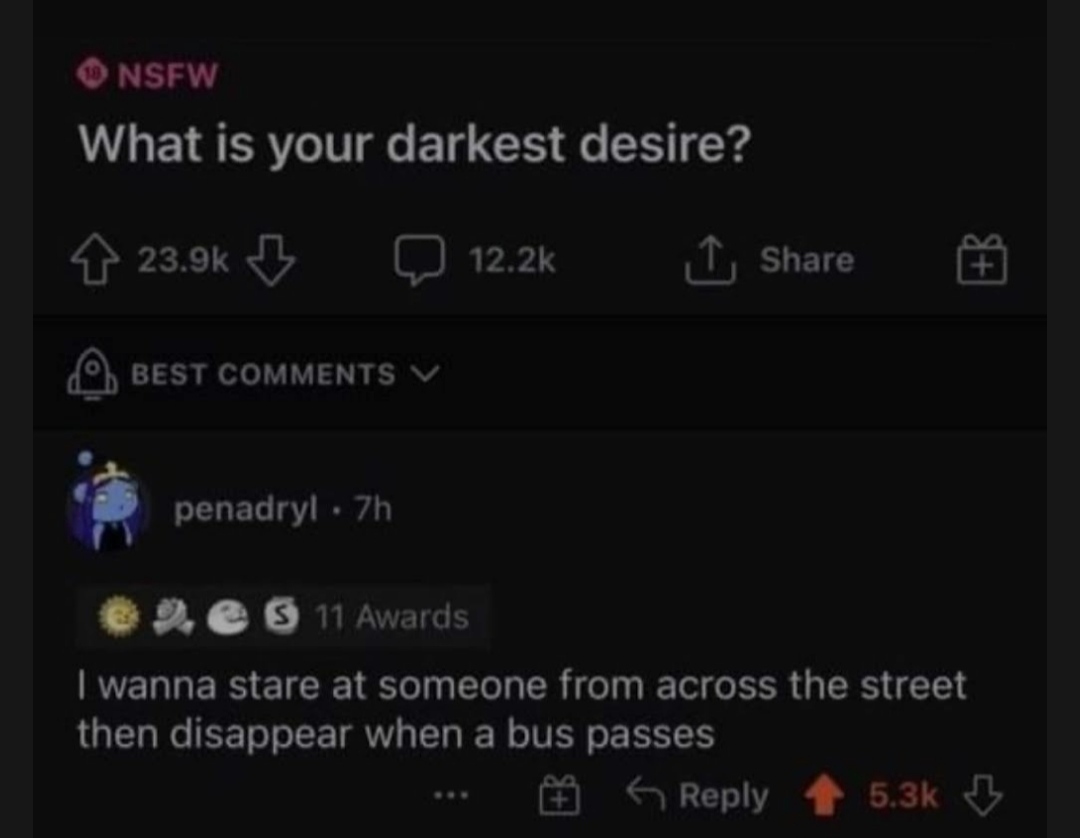 18 NSFW
What is your darkest desire?
23.9k 12.2k Share
BEST COMMENTS
penadryl · 7h
S 11 Awards
I wanna stare at someone from across the street
then disappear when a bus passes
... Reply 5.3k